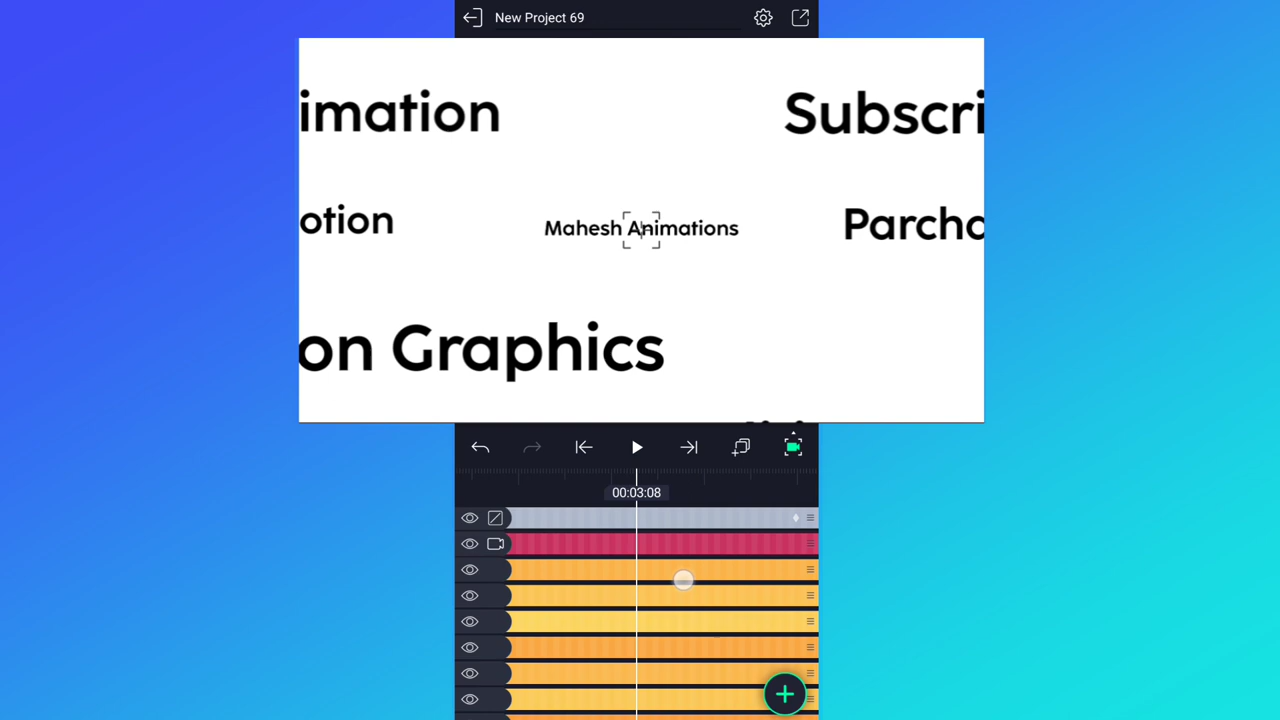 New Project 69
imation
Subscri
otion
Mahesh Animations
Parcho
on Graphics
00:03:08